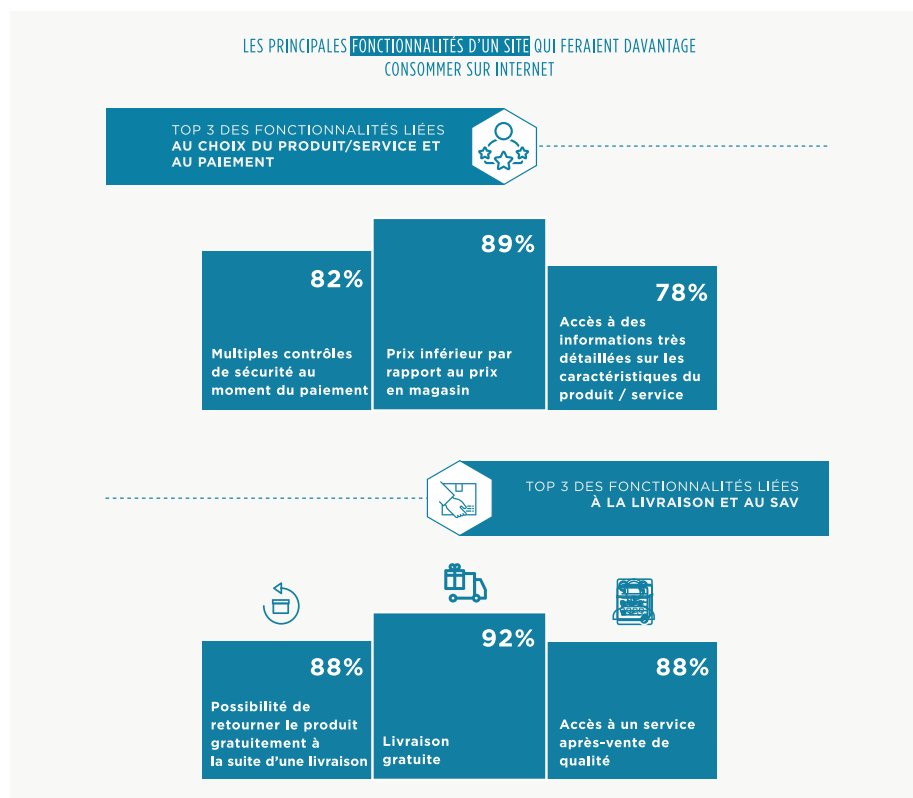 LES PRINCIPALES FONCTIONNALITÉS D'UN SITE QUI FERAIENT DAVANTAGE
CONSOMMER SUR INTERNET
TOP 3 DES FONCTIONNALITÉS LIÉES
AU CHOIX DU PRODUIT/SERVICE ET
AU PAIEMENT
82%
Multiples contrôles
de sécurité au
moment du paiement
89%
Prix inférieur par
rapport au prix
en magasin
78%
Accès à des
informations très
détaillées sur les
caractéristiques du
produit / service
TOP 3 DES FONCTIONNALITÉS LIÉES
À LA LIVRAISON ET AU SAV
88%
Possibilité de
retourner le produit
gratuitement à
la suite d'une livraison
92%
Livraison
gratuite
88%
Accès à un service
après-vente de
qualité